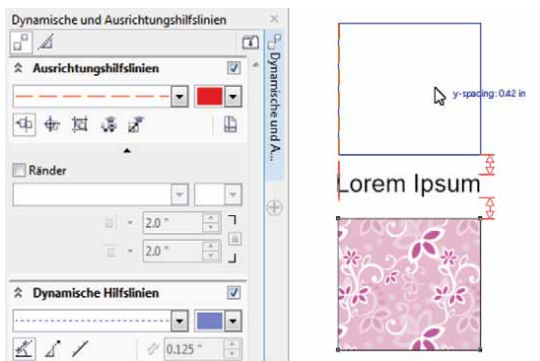 Dynamische und Ausrichtungshilfslinien
Ausrichtungshilfslinien
Ränder
2.0 "
2.0 "
Dynamische Hilfslinien
0.125 "
Dynamische und A...
y-spacing: 0.42 in
Lorem Ipsum